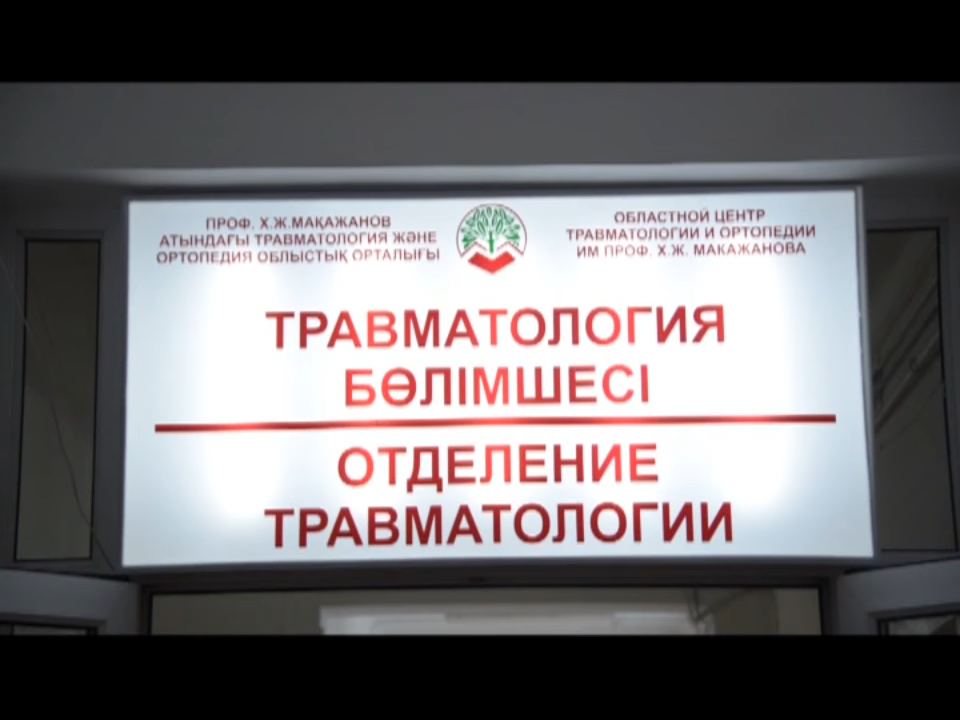 ПРОФ. Х.Ж.МАҚАЖАНОВ
АТЫНДАҒЫ ТРАВМАТОЛОГИЯ ЖӘНЕ
ОРТОПЕДИЯ ОБЛЫСТЫҚ ОРТАЛЫҒЫ
ОБЛАСТНОЙ ЦЕНТР
ТРАВМАТОЛОГИИ И ОРТОПЕДИИ
ИМ ПРОФ. Х.Ж. МАКАЖАНОВА
ТРАВМАТОЛОГИЯ
БӨЛІМШЕСІ
ОТДЕЛЕНИЕ
ТРАВМАТОЛОГИИ